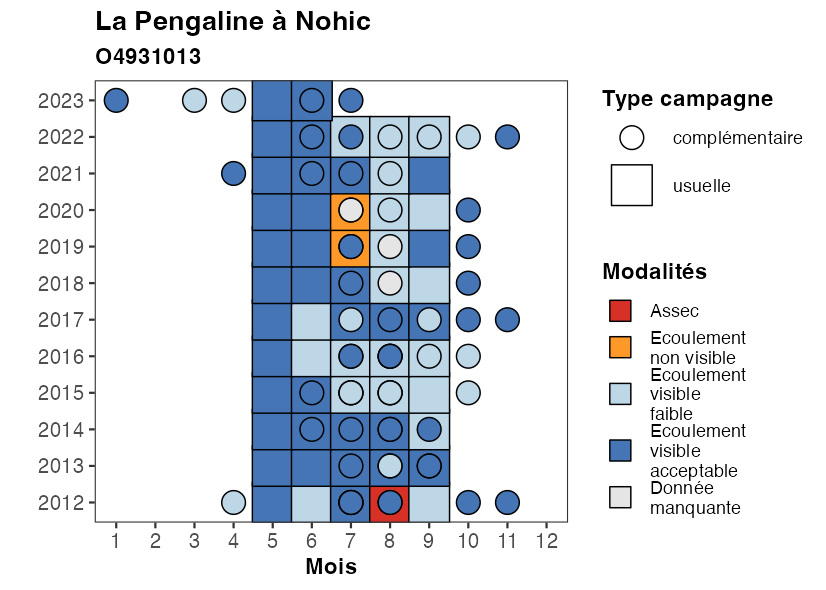 La Pengaline à Nohic
O4931013
2023
2022
2021
2020
2019
2018
2017
2016
2015
2014
2013
2012
1 2 3 4 5 6 7 8 9 10 11 12
Mois
Type campagne
complémentaire
usuelle
Modalités
Assec
Ecoulement
non visible
Ecoulement
visible
faible
Ecoulement
visible
acceptable
Donnée
manquante